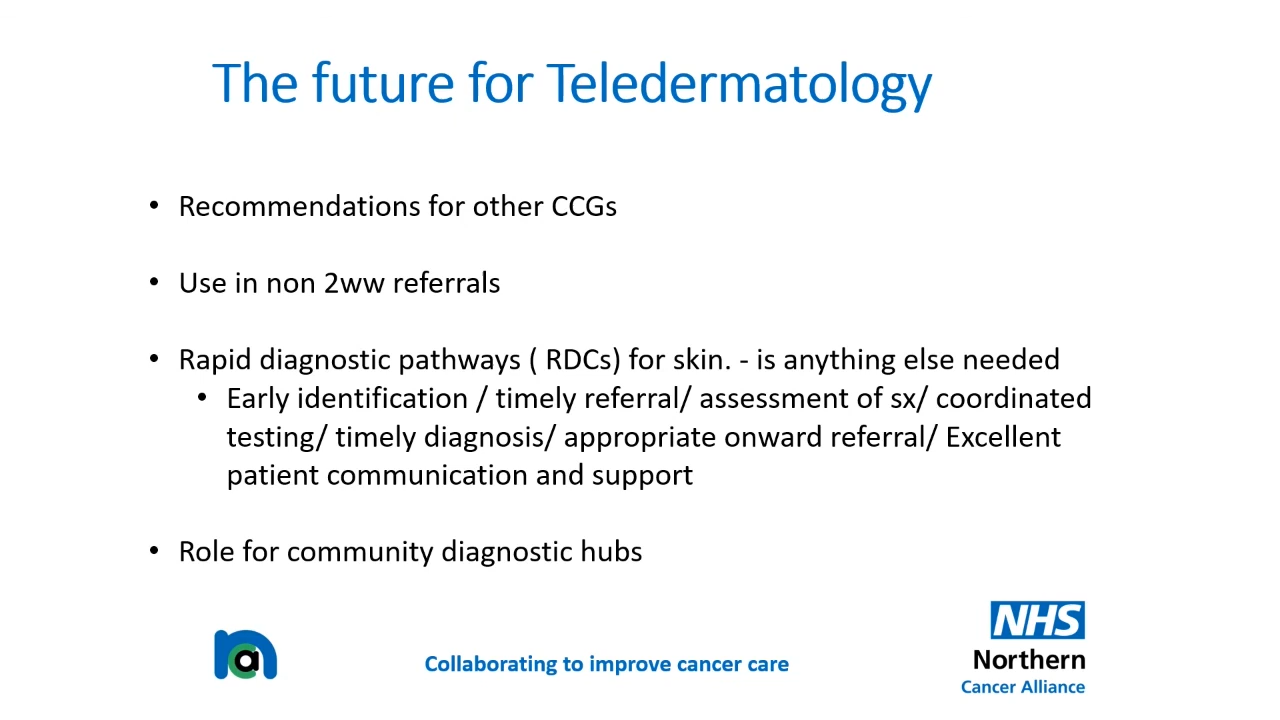 The future for Teledermatology
• Recommendations for other CCGs
• Use in non 2ww referrals
• Rapid diagnostic pathways ( RDCs) for skin. - is anything else needed
• Early identification / timely referral/ assessment of sx/ coordinated
testing/ timely diagnosis/ appropriate onward referral/ Excellent
patient communication and support
• Role for community diagnostic hubs
nca
Collaborating to improve cancer care
NHS
Northern
Cancer Alliance